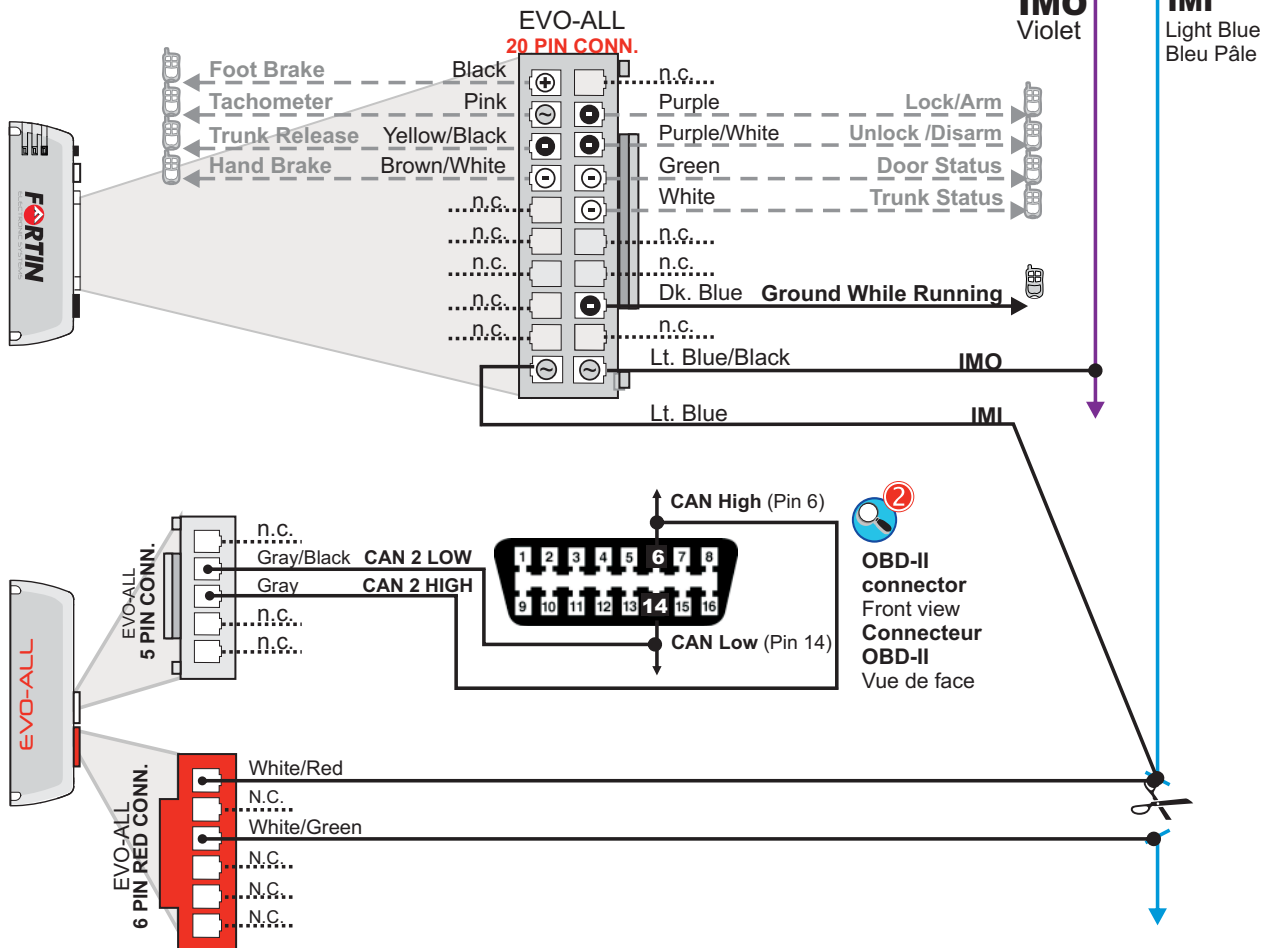 IMO
Violet
IMI
Light Blue
Bleu Pâle
EVO-ALL
20 PIN CONN.
Foot Brake Black n.c.
Tachometer Pink Purple Lock/Arm
Trunk Release Yellow/Black Purple/White Unlock /Disarm
Hand Brake Brown/White Green Door Status
n.c. White Trunk Status
n.c. n.c.
n.c. n.c.
n.c. Dk. Blue Ground While Running
n.c. n.c.
Lt. Blue/Black IMO
Lt. Blue IMI
FORTIN
ELECTRONIC SYSTEMS
EVO-ALL
EVO-ALL
5 PIN CONN.
n.c.
Gray/Black CAN 2 LOW
Gray CAN 2 HIGH
n.c.
n.c.
CAN High (Pin 6)
1 2 3 4 5 6 7 8
9 10 11 12 13 14 15 16
CAN Low (Pin 14)
2
OBD-II
connector
Front view
Connecteur
OBD-II
Vue de face
EVO-ALL
6 PIN RED CONN.
White/Red
N.C.
White/Green
N.C.
N.C.
N.C.